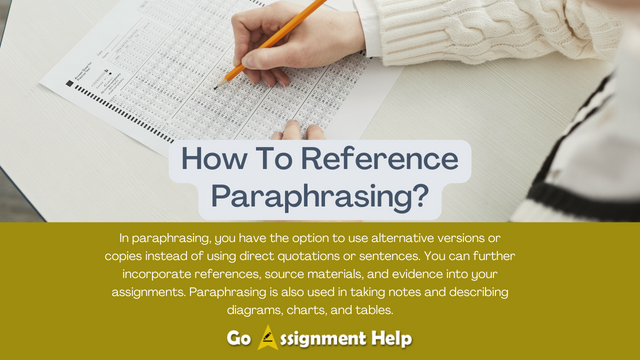 How To Reference
Paraphrasing?
In paraphrasing, you have the option to use alternative versions or
copies instead of using direct quotations or sentences. You can further
incorporate references, source materials, and evidence into your
assignments. Paraphrasing is also used in taking notes and describing
diagrams, charts, and tables.
Go Assignment Help